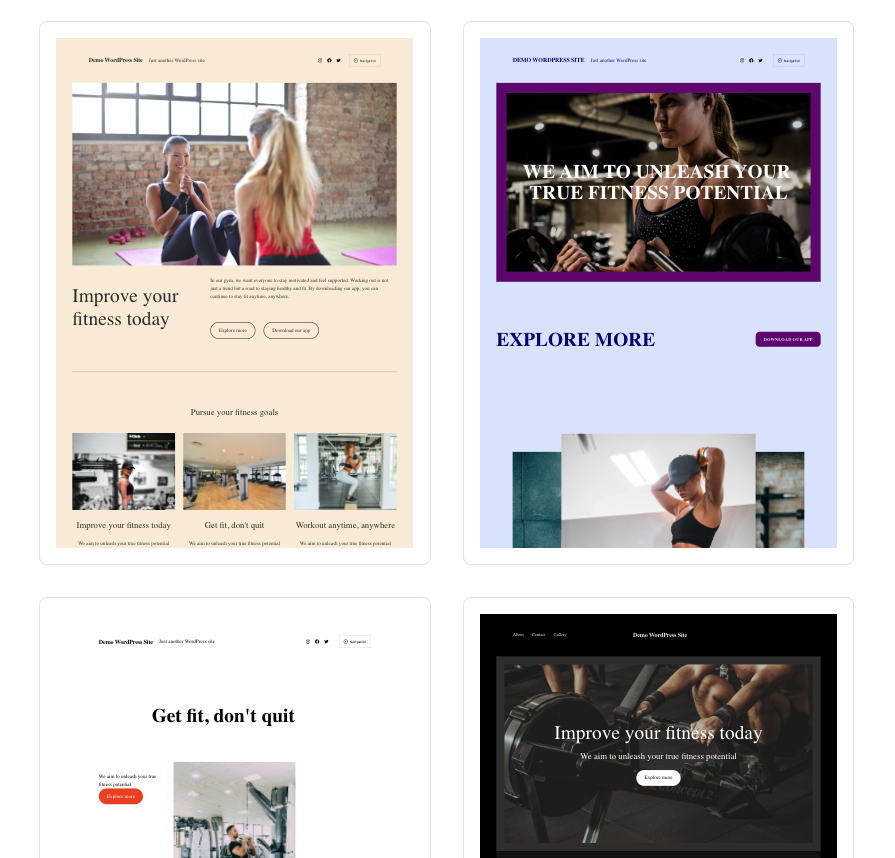 Demo WordPress Site Just another WordPress site Navigation
Improve your
fitness today
In our gym, we want everyone to stay motivated and feel supported. Working out is not
just a trend but a road to staying healthy and fit. By downloading our app, you can
continue to stay fit anytime, anywhere.
Explore more Download our app
Pursue your fitness goals
Improve your fitness today Get fit, don't quit Workout anytime, anywhere
We aim to unleash your true fitness potential We aim to unleash your true fitness potential We aim to unleash your true fitness potential
DEMO WORDPRESS SITE Just another WordPress site Navigation
WE AIM TO UNLEASH YOUR
TRUE FITNESS POTENTIAL
EXPLORE MORE DOWNLOAD OUR APP
Demo WordPress Site Just another WordPress site Navigation
Get fit, don't quit
We aim to unleash your true
fitness potential
Explore more
About Contact Gallery Demo WordPress Site
Improve your fitness today
We aim to unleash your true fitness potential
Explore more